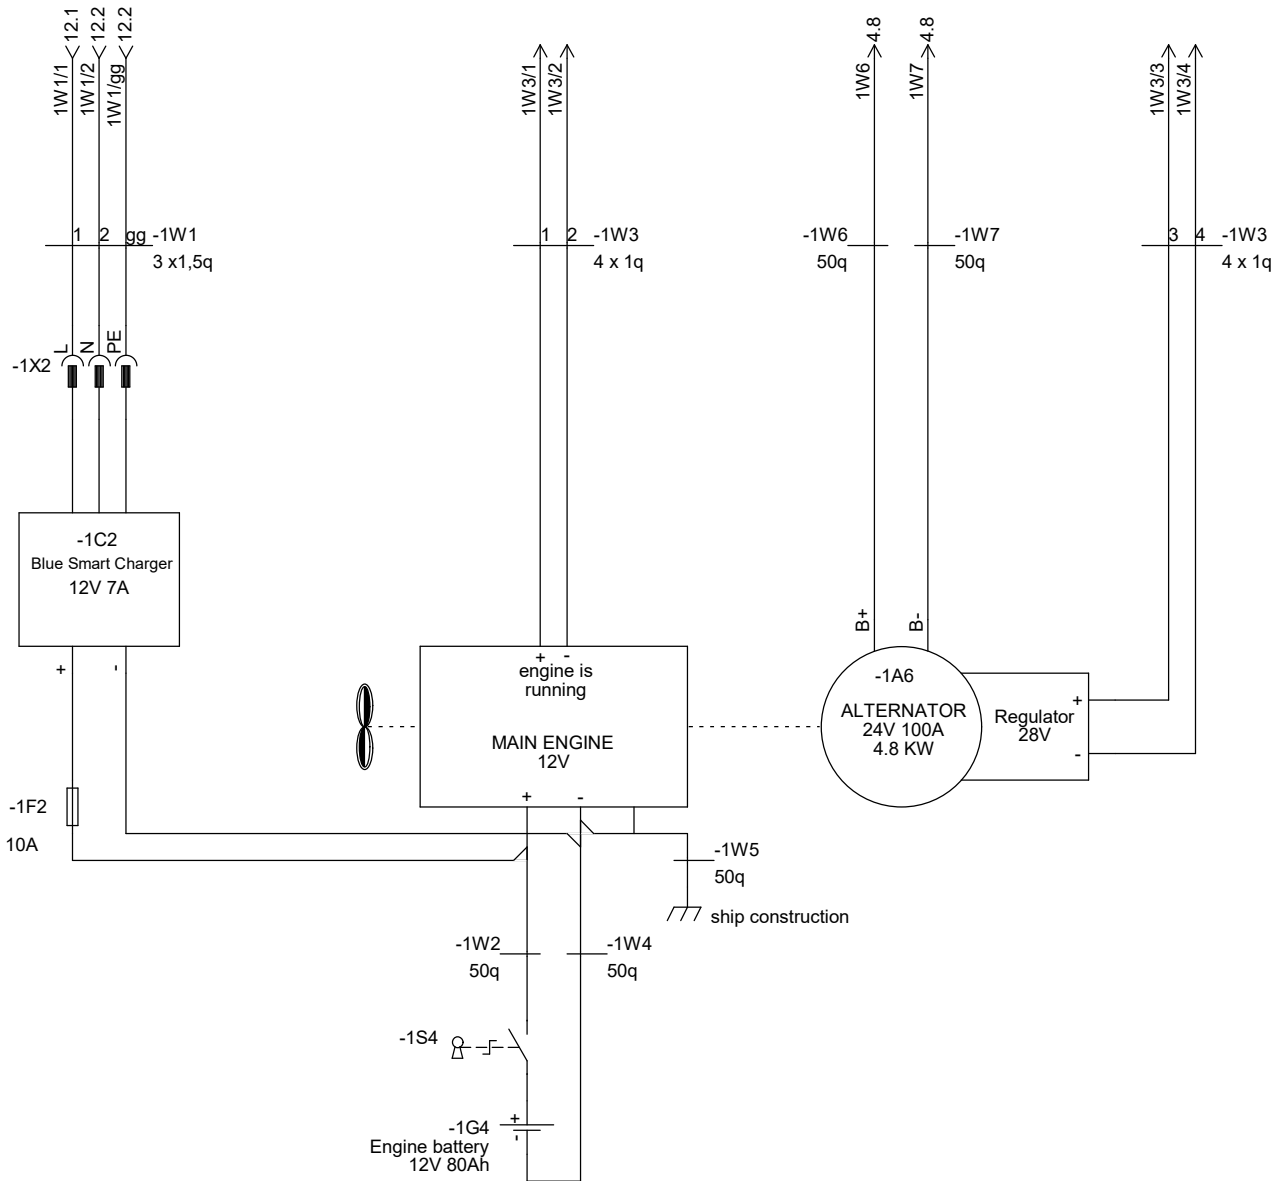 12.1
12.2
12.2
4.8
4.8
1W1/1
1W1/2
1W1/gg
1W3/1
1W3/2
1W6
1W7
1W3/3
1W3/4
1 2 gg -1W1
3 x1,5q
1 2 -1W3
4 x 1q
-1W6
50q
-1W7
50q
3 4 -1W3
4 x 1q
-1X2
L
N
PE
-1C2
Blue Smart Charger
12V 7A
+ -
-1F2
10A
+ -
engine is
running
MAIN ENGINE
12V
+ -
B+
B-
-1A6
ALTERNATOR
24V 100A
4.8 KW
Regulator
28V
+
-
-1W5
50q
ship construction
-1W2
50q
-1W4
50q
-1S4
+
-
-1G4
Engine battery
12V 80Ah